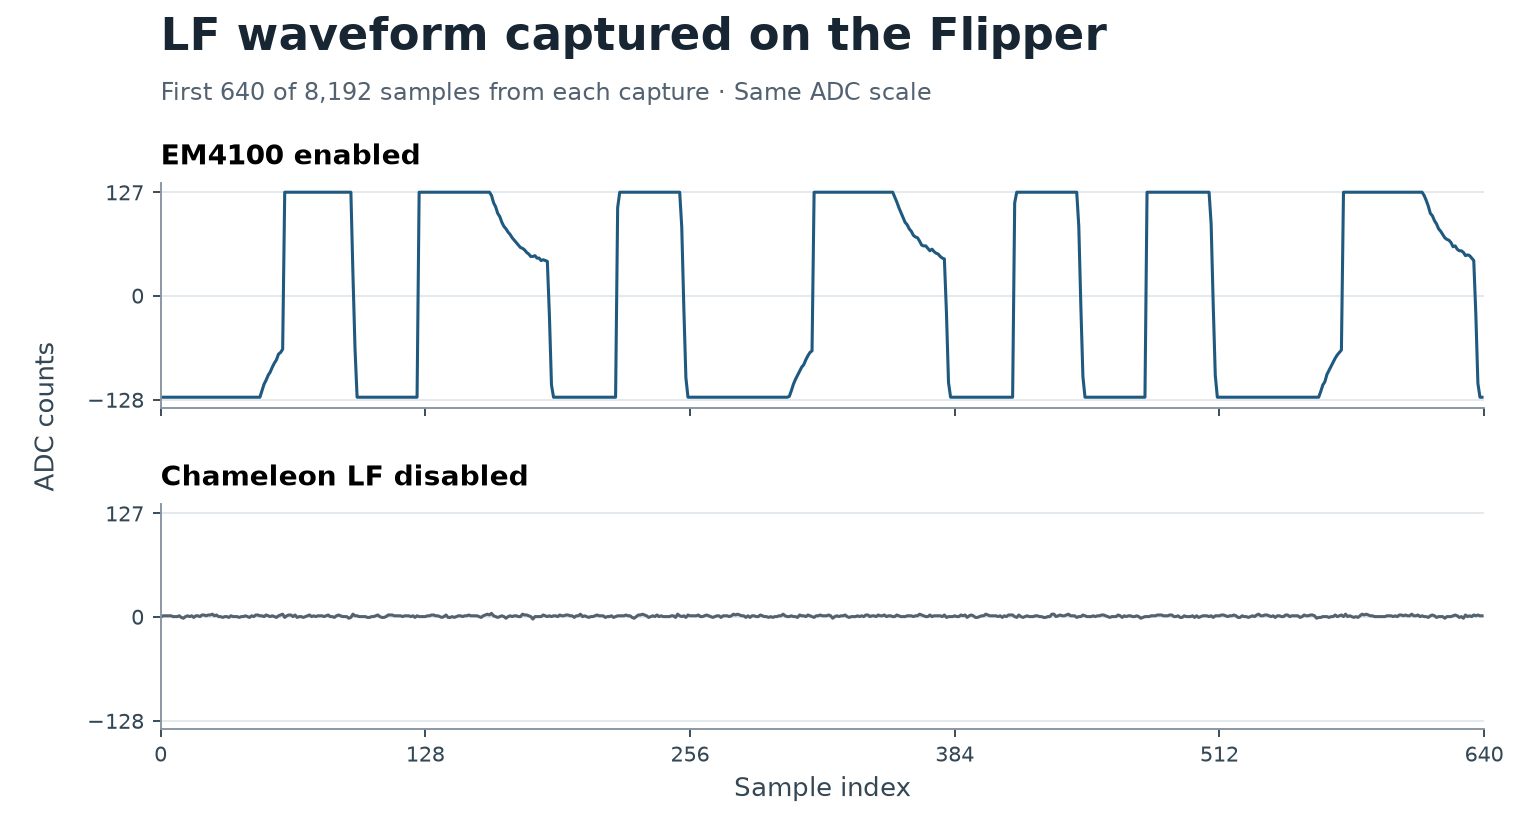 LF waveform captured on the Flipper
First 640 of 8,192 samples from each capture · Same ADC scale
EM4100 enabled
127
0
−128
ADC counts
Chameleon LF disabled
127
0
−128
0 128 256 384 512 640
Sample index